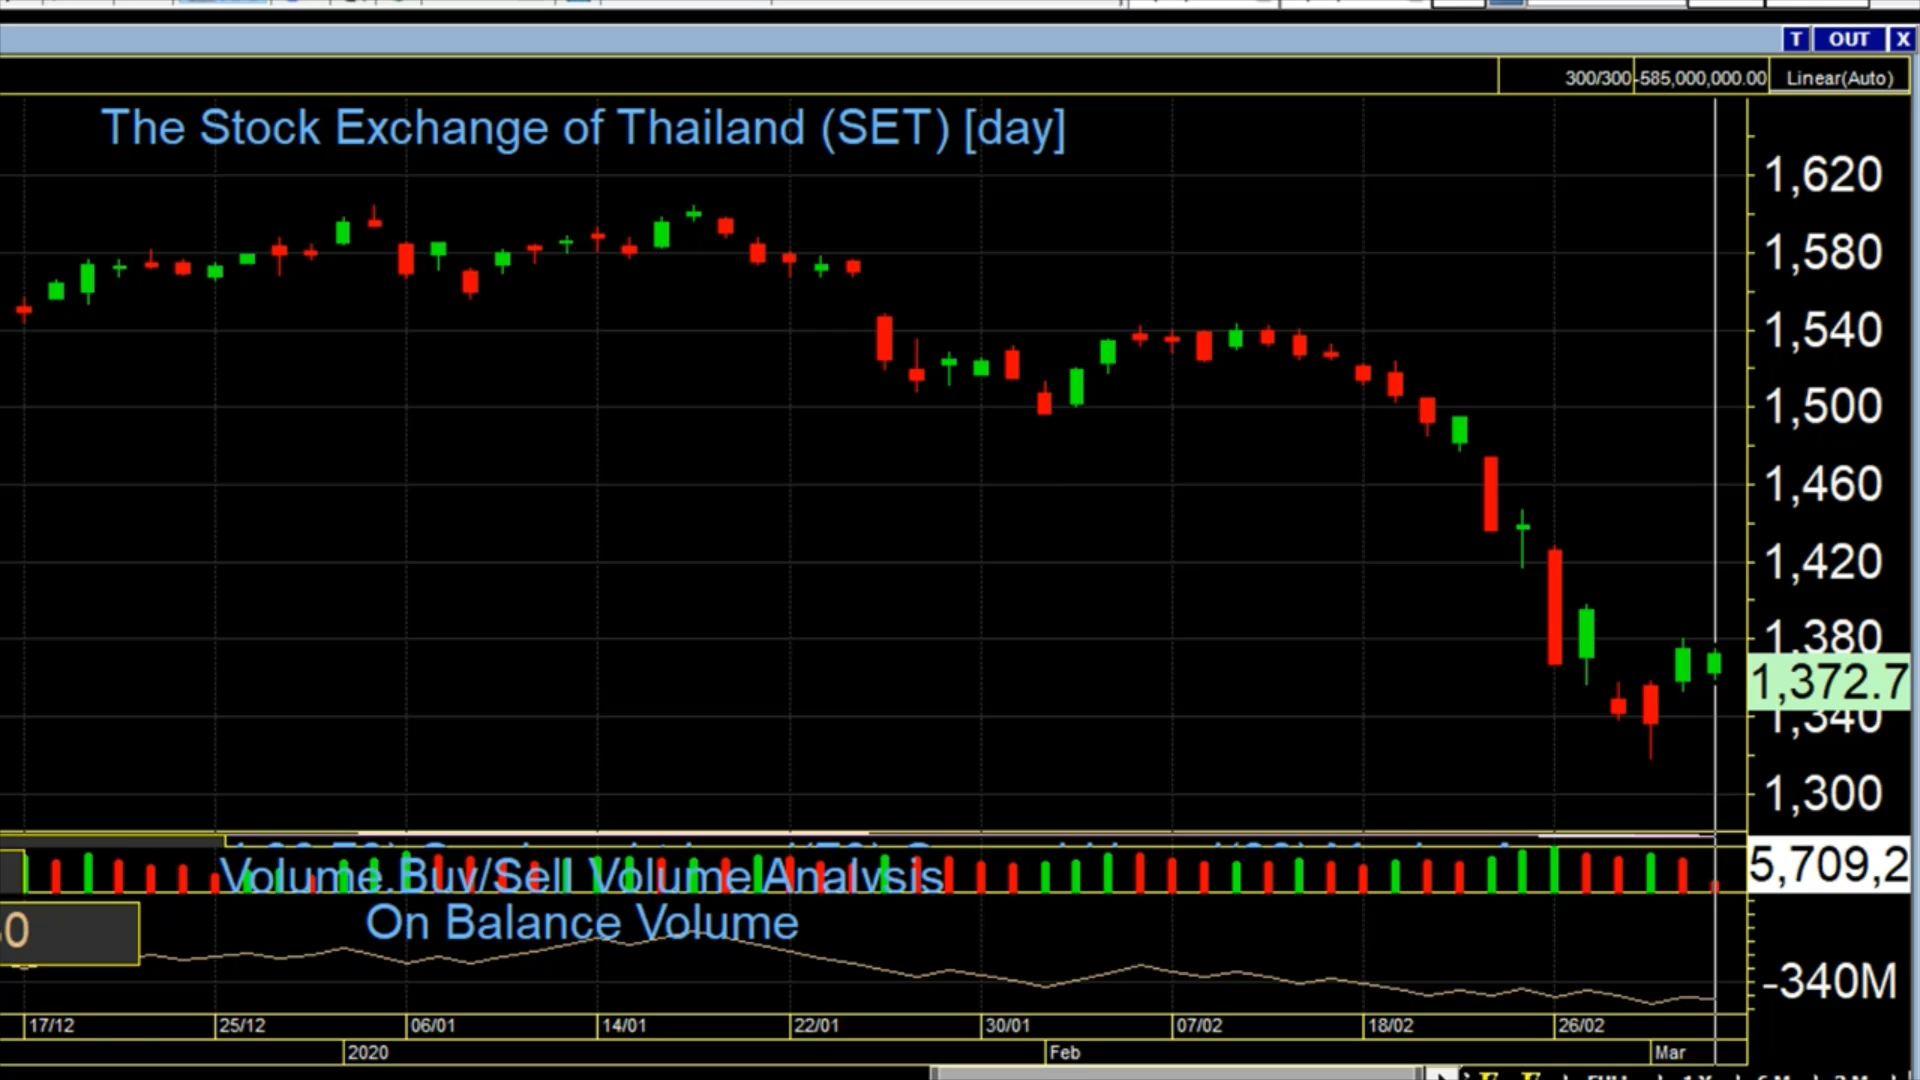 T OUT X
300/300 -585,000,000.00 Linear(Auto)
The Stock Exchange of Thailand (SET) [day]
1,620
1,580
1,540
1,500
1,460
1,420
1,380
1,372.7
1,340
1,300
Volume,Buy/Sell Volume Analysis
5,709,2
On Balance Volume
0
-340M
17/12 25/12 06/01 14/01 22/01 30/01 07/02 18/02 26/02
2020 Feb Mar